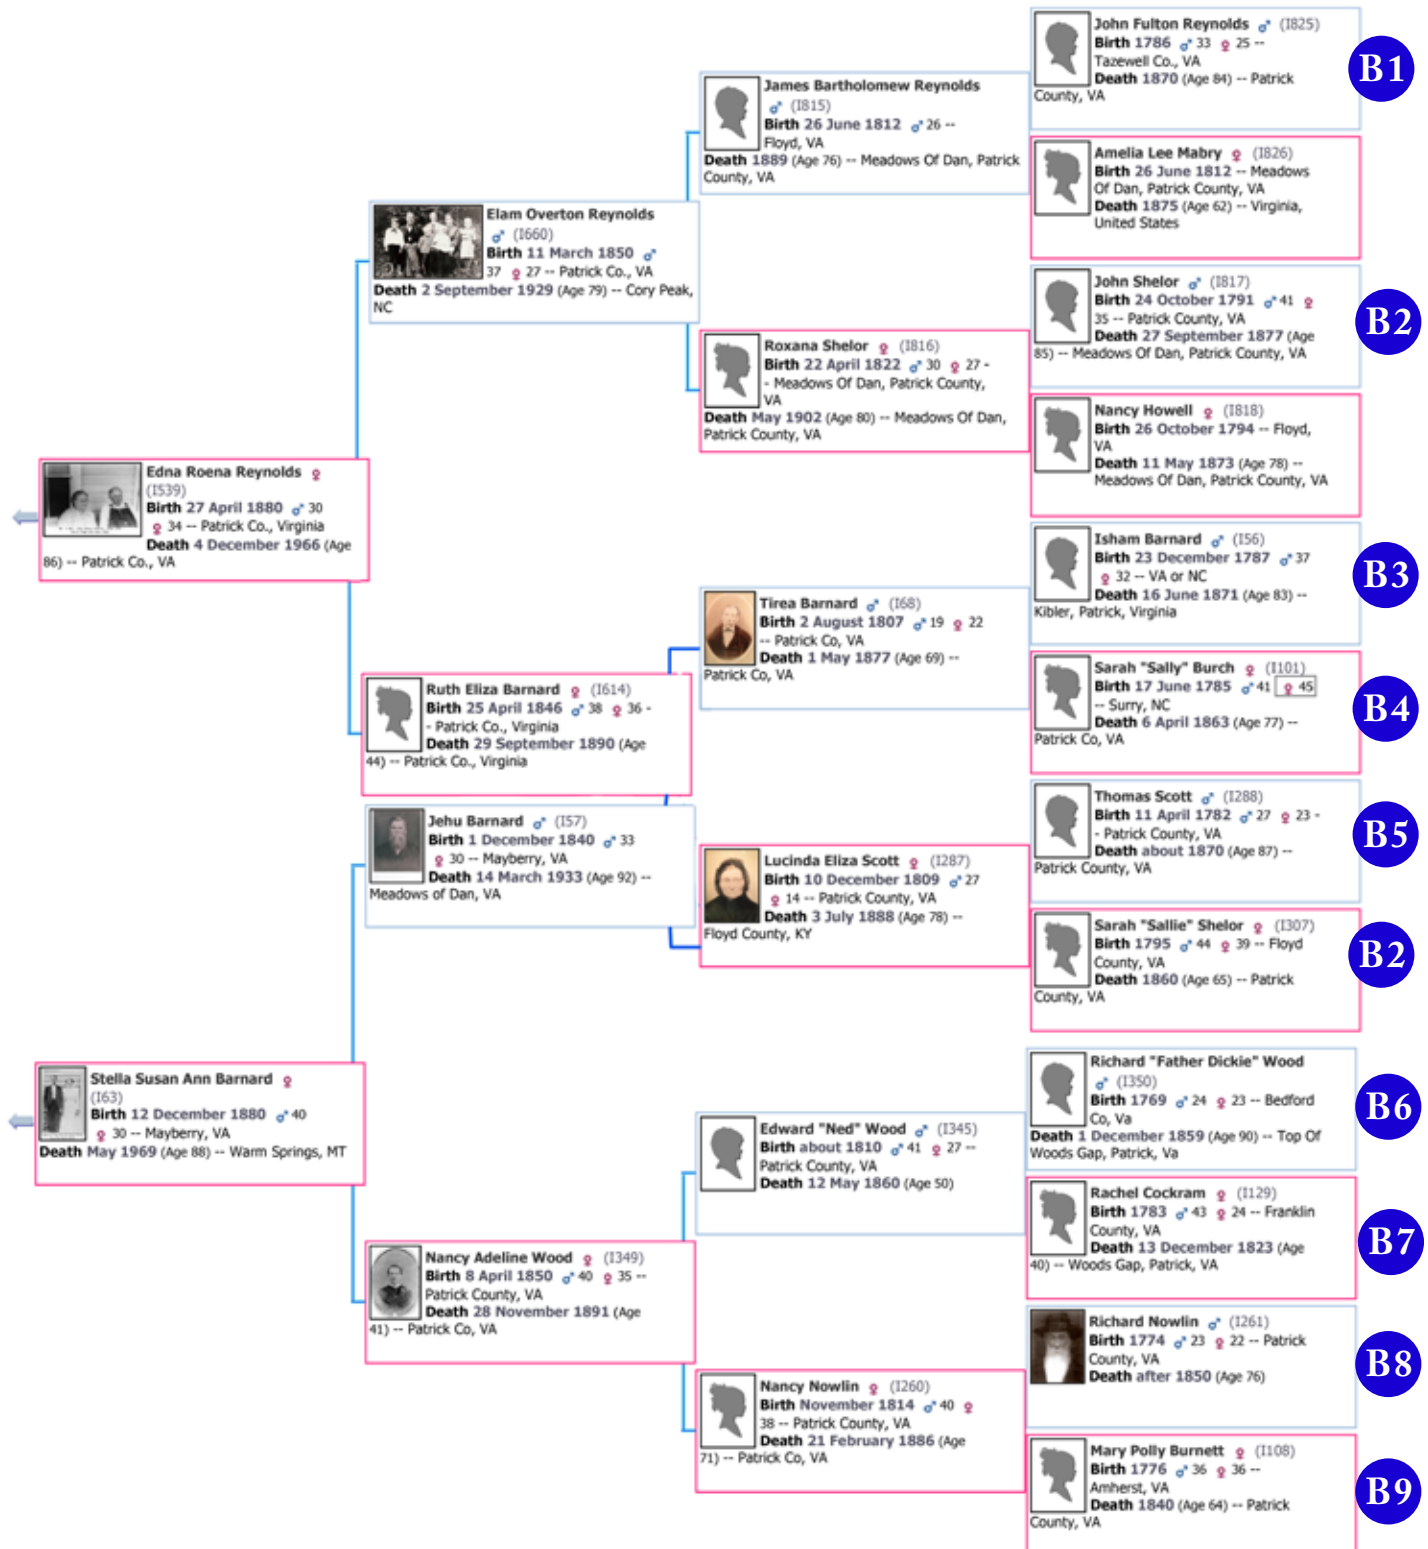 John Fulton Reynolds ♂ (I825)
Birth 1786 ♂ 33 ♀ 25 --
Tazewell Co., VA
Death 1870 (Age 84) -- Patrick
County, VA
B1
James Bartholomew Reynolds
♂ (I815)
Birth 26 June 1812 ♂ 26 --
Floyd, VA
Death 1889 (Age 76) -- Meadows Of Dan, Patrick
County, VA
Amelia Lee Mabry ♀ (I826)
Birth 26 June 1812 -- Meadows
Of Dan, Patrick County, VA
Death 1875 (Age 62) -- Virginia,
United States
Elam Overton Reynolds
♂ (I660)
Birth 11 March 1850 ♂
37 ♀ 27 -- Patrick Co., VA
Death 2 September 1929 (Age 79) -- Cory Peak,
NC
John Shelor ♂ (I817)
Birth 24 October 1791 ♂ 41 ♀
35 -- Patrick County, VA
Death 27 September 1877 (Age
85) -- Meadows Of Dan, Patrick County, VA
B2
Roxana Shelor ♀ (I816)
Birth 22 April 1822 ♂ 30 ♀ 27 -
- Meadows Of Dan, Patrick County,
VA
Death May 1902 (Age 80) -- Meadows Of Dan,
Patrick County, VA
Nancy Howell ♀ (I818)
Birth 26 October 1794 -- Floyd,
VA
Death 11 May 1873 (Age 78) --
Meadows Of Dan, Patrick County, VA
Edna Roena Reynolds ♀
(I539)
Birth 27 April 1880 ♂ 30
♀ 34 -- Patrick Co., Virginia
Death 4 December 1966 (Age
86) -- Patrick Co., VA
Isham Barnard ♂ (I56)
Birth 23 December 1787 ♂ 37
♀ 32 -- VA or NC
Death 16 June 1871 (Age 83) --
Kibler, Patrick, Virginia
B3
Tirea Barnard ♂ (I68)
Birth 2 August 1807 ♂ 19 ♀ 22
-- Patrick Co, VA
Death 1 May 1877 (Age 69) --
Patrick Co, VA
Sarah "Sally" Burch ♀ (I101)
Birth 17 June 1785 ♂ 41 ♀ 45
-- Surry, NC
Death 6 April 1863 (Age 77) --
Patrick Co, VA
B4
Ruth Eliza Barnard ♀ (I614)
Birth 25 April 1846 ♂ 38 ♀ 36 -
- Patrick Co., Virginia
Death 29 September 1890 (Age
44) -- Patrick Co., Virginia
Thomas Scott ♂ (I288)
Birth 11 April 1782 ♂ 27 ♀ 23 -
- Patrick County, VA
Death about 1870 (Age 87) --
Patrick County, VA
B5
Jehu Barnard ♂ (I57)
Birth 1 December 1840 ♂ 33
♀ 30 -- Mayberry, VA
Death 14 March 1933 (Age 92) --
Meadows of Dan, VA
Lucinda Eliza Scott ♀ (I287)
Birth 10 December 1809 ♂ 27
♀ 14 -- Patrick County, VA
Death 3 July 1888 (Age 78) --
Floyd County, KY
Sarah "Sallie" Shelor ♀ (I307)
Birth 1795 ♂ 44 ♀ 39 -- Floyd
County, VA
Death 1860 (Age 65) -- Patrick
County, VA
B2
Stella Susan Ann Barnard ♀
(I63)
Birth 12 December 1880 ♂ 40
♀ 30 -- Mayberry, VA
Death May 1969 (Age 88) -- Warm Springs, MT
Richard "Father Dickie" Wood
♂ (I350)
Birth 1769 ♂ 24 ♀ 23 -- Bedford
Co, Va
Death 1 December 1859 (Age 90) -- Top Of
Woods Gap, Patrick, Va
B6
Edward "Ned" Wood ♂ (I345)
Birth about 1810 ♂ 41 ♀ 27 --
Patrick County, VA
Death 12 May 1860 (Age 50)
Rachel Cockram ♀ (I129)
Birth 1783 ♂ 43 ♀ 24 -- Franklin
County, VA
Death 13 December 1823 (Age
40) -- Woods Gap, Patrick, VA
B7
Nancy Adeline Wood ♀ (I349)
Birth 8 April 1850 ♂ 40 ♀ 35 --
Patrick County, VA
Death 28 November 1891 (Age
41) -- Patrick Co, VA
Richard Nowlin ♂ (I261)
Birth 1774 ♂ 23 ♀ 22 -- Patrick
County, VA
Death after 1850 (Age 76)
B8
Nancy Nowlin ♀ (I260)
Birth November 1814 ♂ 40 ♀
38 -- Patrick County, VA
Death 21 February 1886 (Age
71) -- Patrick Co, VA
Mary Polly Burnett ♀ (I108)
Birth 1776 ♂ 36 ♀ 36 --
Amherst, VA
Death 1840 (Age 64) -- Patrick
County, VA
B9